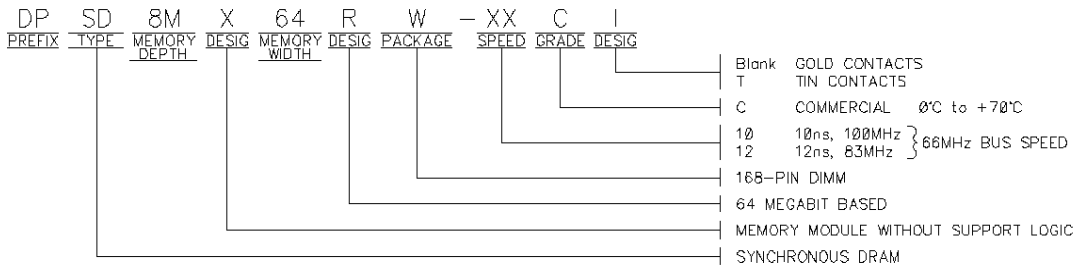 DP SD 8M X 64 R W - XX C I
PREFIX TYPE MEMORY DEPTH DESIG MEMORY WIDTH DESIG PACKAGE SPEED GRADE DESIG
Blank GOLD CONTACTS
T TIN CONTACTS
C COMMERCIAL 0°C to +70°C
10 10ns, 100MHz
12 12ns, 83MHz
} 66MHz BUS SPEED
168-PIN DIMM
64 MEGABIT BASED
MEMORY MODULE WITHOUT SUPPORT LOGIC
SYNCHRONOUS DRAM